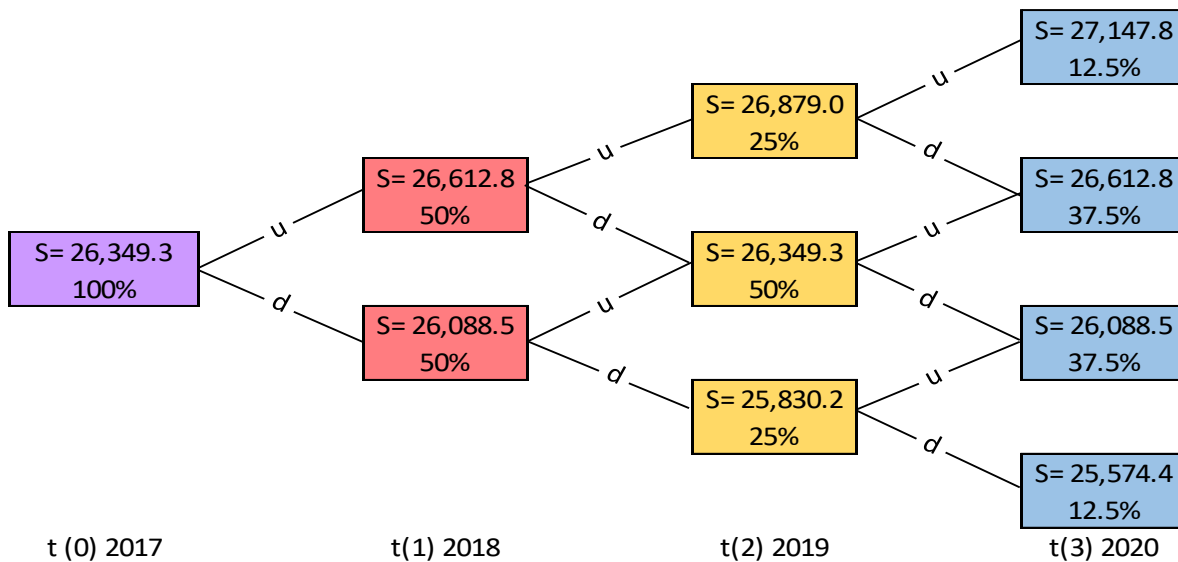 S= 27,147.8
12.5%
u
S= 26,879.0
25%
u
d
S= 26,612.8
50%
S= 26,612.8
37.5%
u
d
u
S= 26,349.3
100%
S= 26,349.3
50%
d
u
d
S= 26,088.5
50%
S= 26,088.5
37.5%
d
u
S= 25,830.2
25%
d
S= 25,574.4
12.5%
t (0) 2017
t(1) 2018
t(2) 2019
t(3) 2020